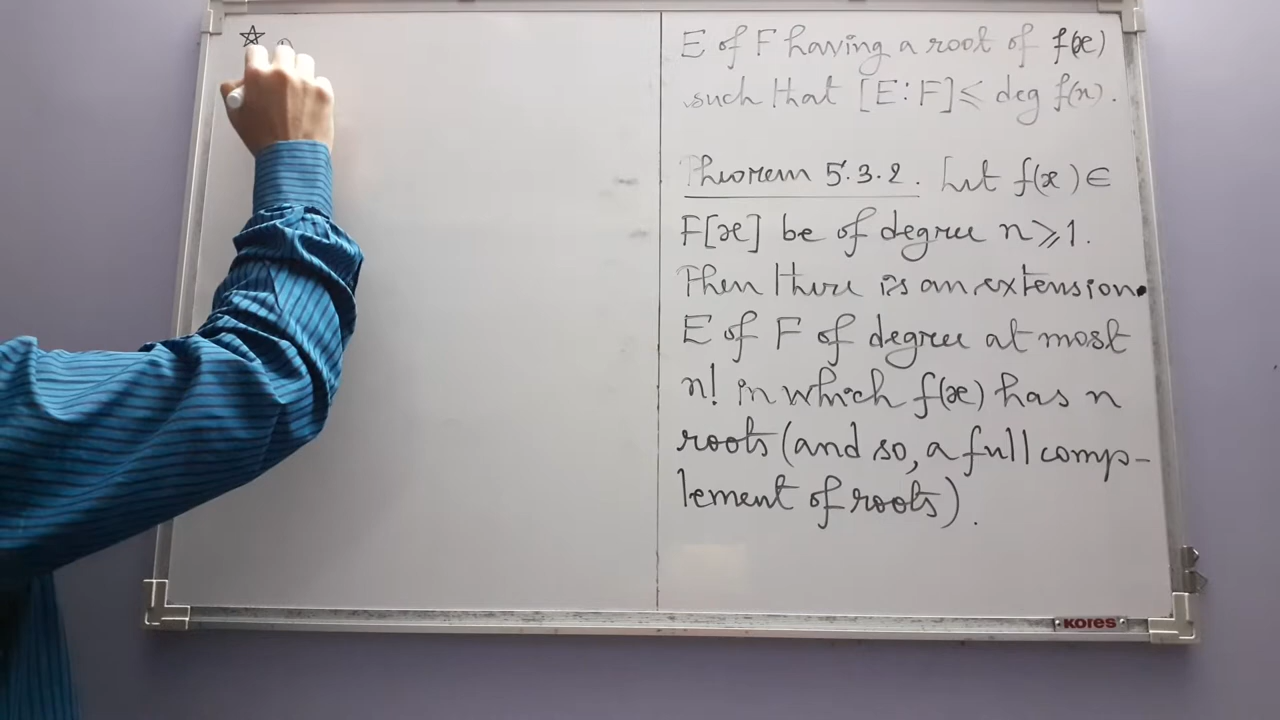 ☆
E of F having a root of f(x)
such that [E:F] ⩽ deg f(x).
Theorem 5.3.2. Let f(x) ∈
F[x] be of degree n ⩾ 1.
Then there is an extension
E of F of degree at most
n! in which f(x) has n
roots (and so, a full comp-
lement of roots).
KORES